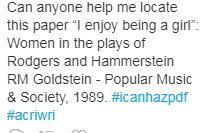 Can anyone help me locate
this paper “I enjoy being a girl”:
Women in the plays of
Rodgers and Hammerstein
RM Goldstein - Popular Music
& Society, 1989. #icanhazpdf
#acriwri